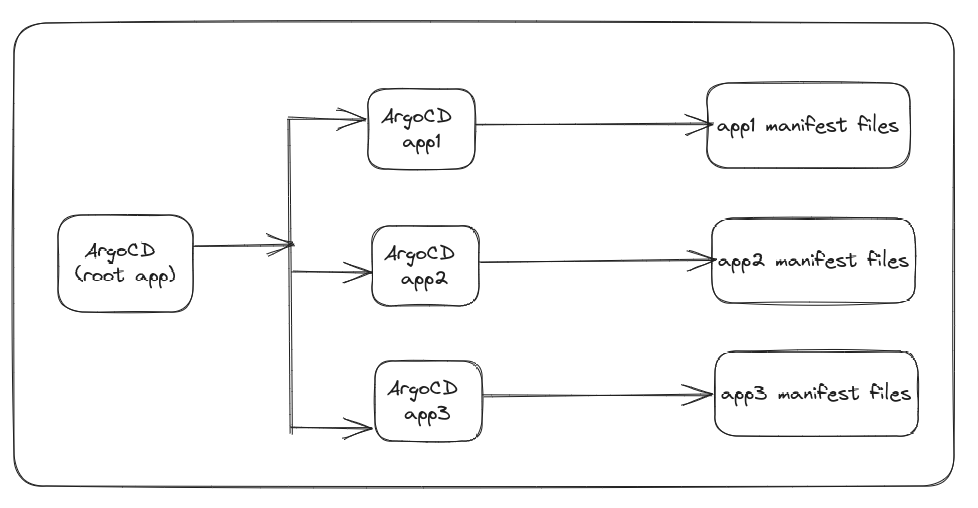 ArgoCD
app1
app1 manifest files
ArgoCD
(root app)
ArgoCD
app2
app2 manifest files
ArgoCD
app3
app3 manifest files